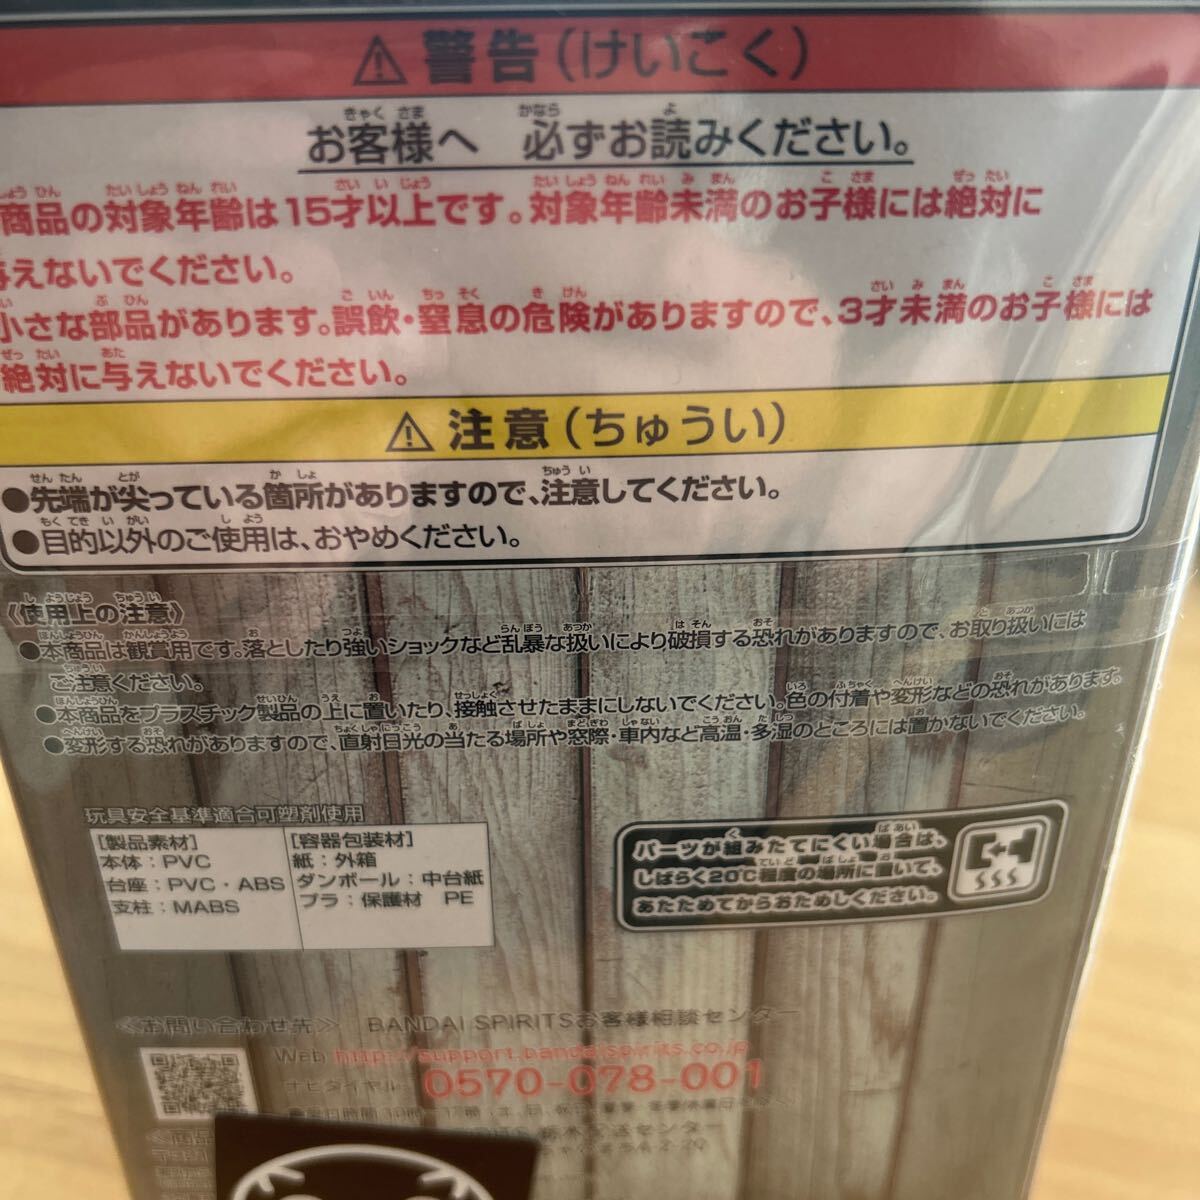 ⚠警告(けいこく)
お客様へ 必ずお読みください。
商品の対象年齢は15才以上です。対象年齢未満のお子様には絶対に
与えないでください。
小さな部品があります。誤飲・窒息の危険がありますので、3才未満のお子様には
絶対に与えないでください。
⚠注意(ちゅうい)
●先端が尖っている箇所がありますので、注意してください。
●目的以外のご使用は、おやめください。
《使用上の注意》
●本商品は観賞用です。落としたり強いショックなど乱暴な扱いにより破損する恐れがありますので、お取り扱いには
ご注意ください。
●本商品をプラスチック製品の上に置いたり、接触させたままにしないでください。色の付着や変形などの恐れがあります。
●変形する恐れがありますので、直射日光の当たる場所や窓際・車内など高温・多湿のところには置かないでください。
玩具安全基準適合可塑剤使用
[製品素材]
本体：PVC
台座：PVC・ABS
支柱：MABS
[容器包装材]
紙：外箱
ダンボール：中台紙
プラ：保護材 PE
パーツが組みたてにくい場合は、
しばらく20℃程度の場所に置いて、
あたためてからおためしください。
《お問い合わせ先》 BANDAI SPIRITSお客様相談センター
Web http://support.bandaispirits.co.jp
ナビダイヤル 0570-078-001